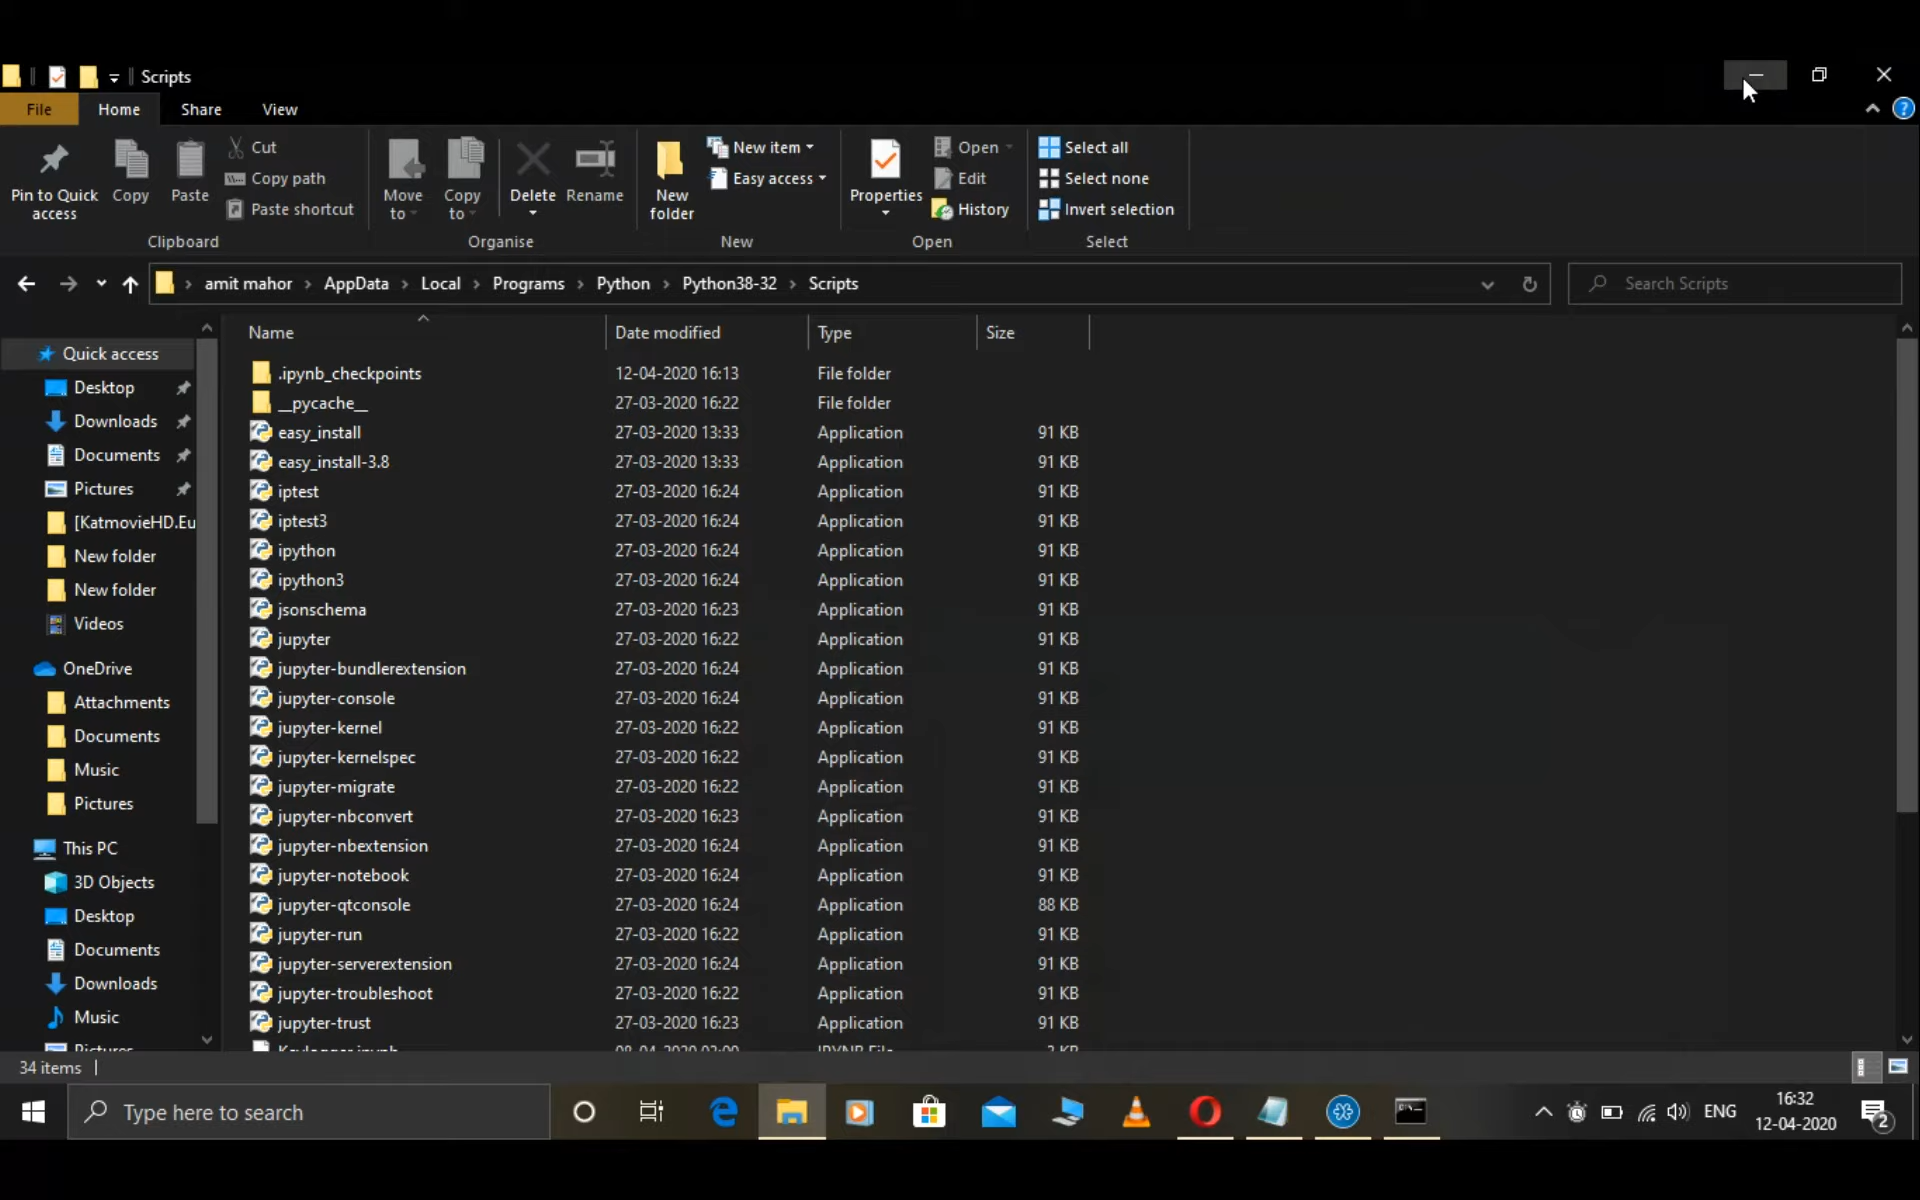 Scripts
File Home Share View
Pin to Quick access
Copy
Paste
Cut
Copy path
Paste shortcut
Clipboard
Move to
Copy to
Delete
Rename
Organise
New folder
New item
Easy access
New
Properties
Open
Edit
History
Open
Select all
Select none
Invert selection
Select
amit mahor › AppData › Local › Programs › Python › Python38-32 › Scripts
Search Scripts
Quick access
Desktop
Downloads
Documents
Pictures
[KatmovieHD.Eu
New folder
New folder
Videos
OneDrive
Attachments
Documents
Music
Pictures
This PC
3D Objects
Desktop
Documents
Downloads
Music
Pictures
Name Date modified Type Size
.ipynb_checkpoints 12-04-2020 16:13 File folder
__pycache__ 27-03-2020 16:22 File folder
easy_install 27-03-2020 13:33 Application 91 KB
easy_install-3.8 27-03-2020 13:33 Application 91 KB
iptest 27-03-2020 16:24 Application 91 KB
iptest3 27-03-2020 16:24 Application 91 KB
ipython 27-03-2020 16:24 Application 91 KB
ipython3 27-03-2020 16:24 Application 91 KB
jsonschema 27-03-2020 16:23 Application 91 KB
jupyter 27-03-2020 16:22 Application 91 KB
jupyter-bundlerextension 27-03-2020 16:24 Application 91 KB
jupyter-console 27-03-2020 16:24 Application 91 KB
jupyter-kernel 27-03-2020 16:22 Application 91 KB
jupyter-kernelspec 27-03-2020 16:22 Application 91 KB
jupyter-migrate 27-03-2020 16:22 Application 91 KB
jupyter-nbconvert 27-03-2020 16:23 Application 91 KB
jupyter-nbextension 27-03-2020 16:24 Application 91 KB
jupyter-notebook 27-03-2020 16:24 Application 91 KB
jupyter-qtconsole 27-03-2020 16:24 Application 88 KB
jupyter-run 27-03-2020 16:22 Application 91 KB
jupyter-serverextension 27-03-2020 16:24 Application 91 KB
jupyter-troubleshoot 27-03-2020 16:22 Application 91 KB
jupyter-trust 27-03-2020 16:23 Application 91 KB
34 items
Type here to search
ENG
16:32
12-04-2020
2